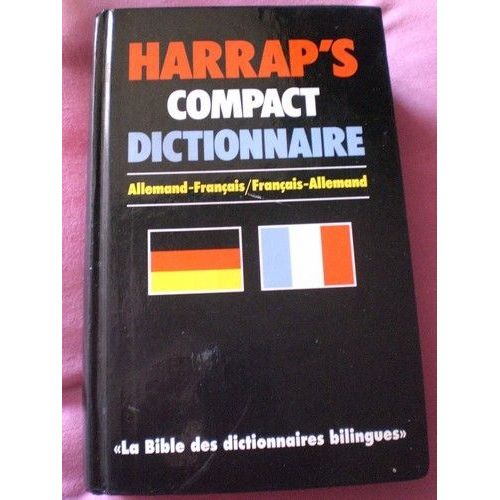 HARRAP'S
COMPACT
DICTIONNAIRE
Allemand-Français/Français-Allemand
«La Bible des dictionnaires bilingues»